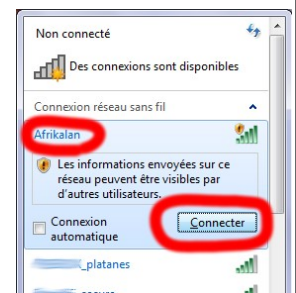 Non connecté
Des connexions sont disponibles
Connexion réseau sans fil
Afrikalan
Les informations envoyées sur ce
réseau peuvent être visibles par
d'autres utilisateurs.
Connexion
automatique
Connecter
_platanes